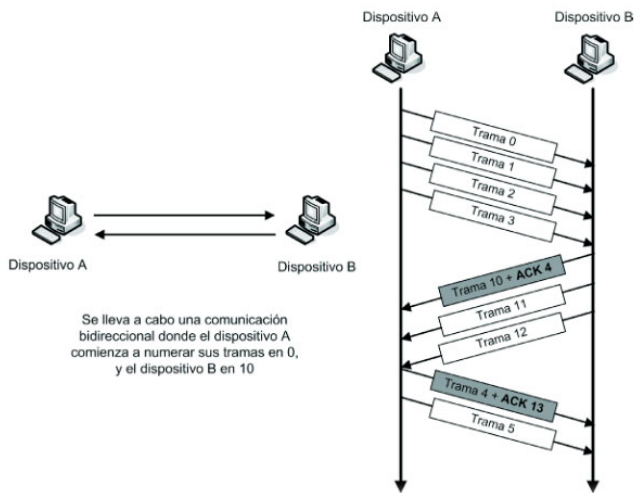 Dispositivo A
Dispositivo B
Trama 0
Trama 1
Trama 2
Trama 3
Dispositivo A
Dispositivo B
Trama 10 + ACK 4
Trama 11
Trama 12
Se lleva a cabo una comunicación
bidireccional donde el dispositivo A
comienza a numerar sus tramas en 0,
y el dispositivo B en 10
Trama 4 + ACK 13
Trama 5